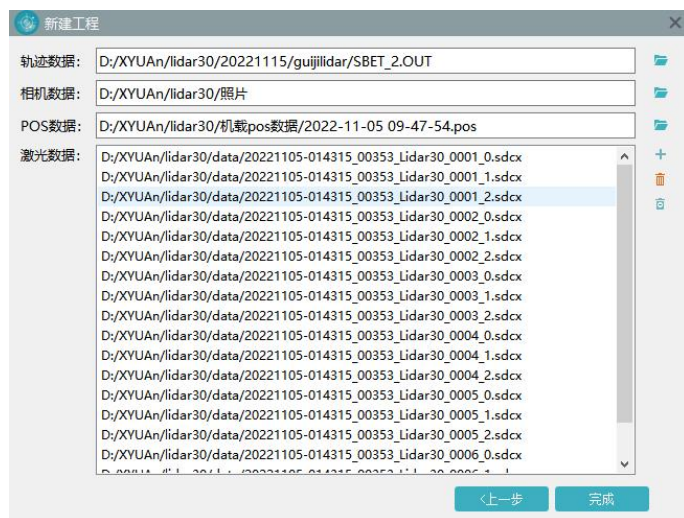 新建工程
轨迹数据: D:/XYUAn/lidar30/20221115/guijilidar/SBET_2.OUT
相机数据: D:/XYUAn/lidar30/照片
POS数据: D:/XYUAn/lidar30/机载pos数据/2022-11-05 09-47-54.pos
激光数据: D:/XYUAn/lidar30/data/20221105-014315_00353_Lidar30_0001_0.sdcx
D:/XYUAn/lidar30/data/20221105-014315_00353_Lidar30_0001_1.sdcx
D:/XYUAn/lidar30/data/20221105-014315_00353_Lidar30_0001_2.sdcx
D:/XYUAn/lidar30/data/20221105-014315_00353_Lidar30_0002_0.sdcx
D:/XYUAn/lidar30/data/20221105-014315_00353_Lidar30_0002_1.sdcx
D:/XYUAn/lidar30/data/20221105-014315_00353_Lidar30_0002_2.sdcx
D:/XYUAn/lidar30/data/20221105-014315_00353_Lidar30_0003_0.sdcx
D:/XYUAn/lidar30/data/20221105-014315_00353_Lidar30_0003_1.sdcx
D:/XYUAn/lidar30/data/20221105-014315_00353_Lidar30_0003_2.sdcx
D:/XYUAn/lidar30/data/20221105-014315_00353_Lidar30_0004_0.sdcx
D:/XYUAn/lidar30/data/20221105-014315_00353_Lidar30_0004_1.sdcx
D:/XYUAn/lidar30/data/20221105-014315_00353_Lidar30_0004_2.sdcx
D:/XYUAn/lidar30/data/20221105-014315_00353_Lidar30_0005_0.sdcx
D:/XYUAn/lidar30/data/20221105-014315_00353_Lidar30_0005_1.sdcx
D:/XYUAn/lidar30/data/20221105-014315_00353_Lidar30_0005_2.sdcx
D:/XYUAn/lidar30/data/20221105-014315_00353_Lidar30_0006_0.sdcx
<上一步 完成